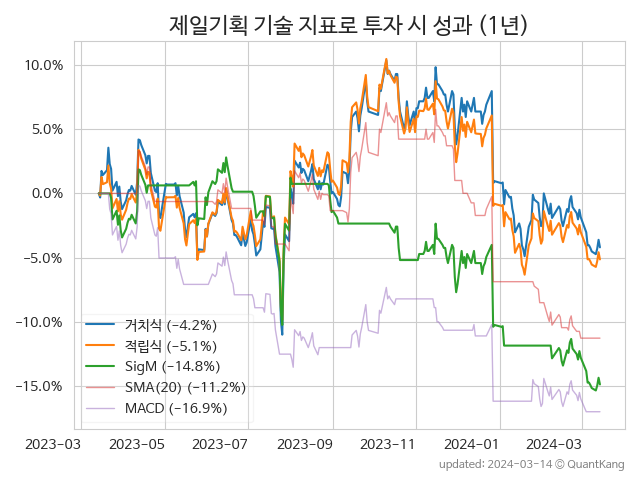 제일기획 기술 지표로 투자 시 성과 (1년)
10.0%
5.0%
0.0%
−5.0%
−10.0%
−15.0%
거치식 (−4.2%)
적립식 (−5.1%)
SigM (−14.8%)
SMA(20) (−11.2%)
MACD (−16.9%)
2023−03 2023−05 2023−07 2023−09 2023−11 2024−01 2024−03
updated: 2024−03−14 © QuantKang